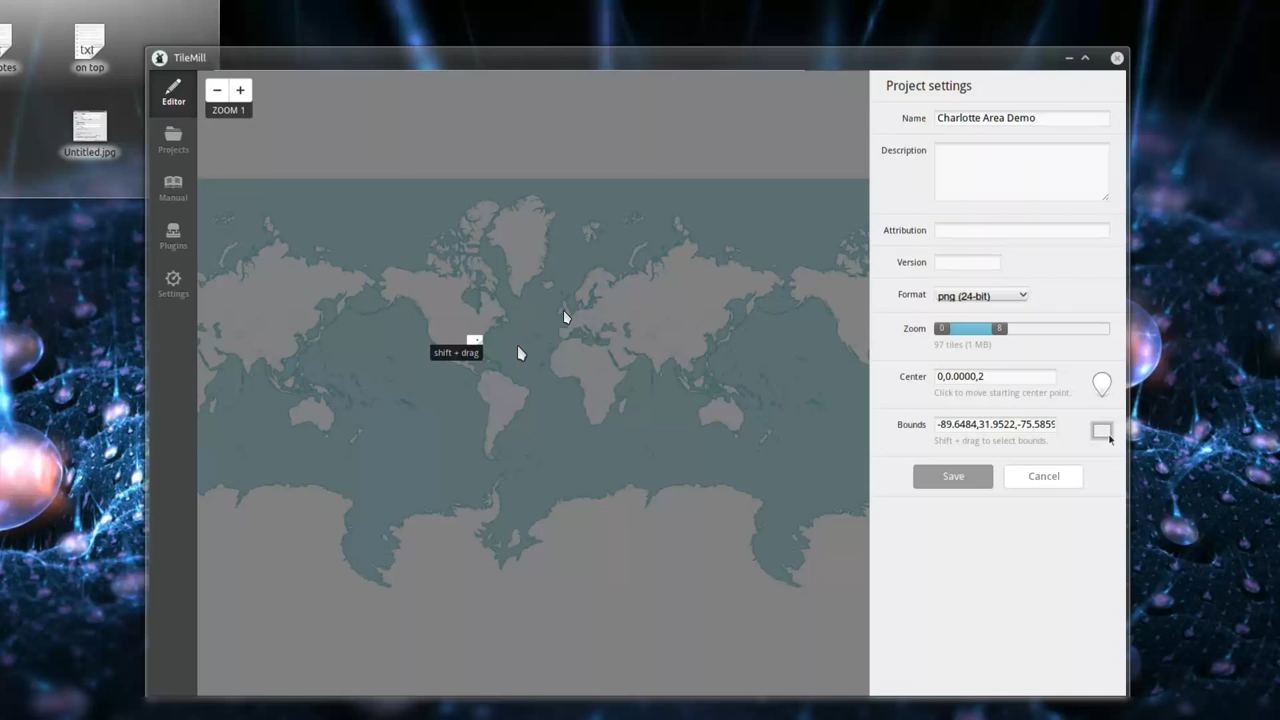 otes
txt
on top
Untitled.jpg
TileMill
Editor
Projects
Manual
Plugins
Settings
ZOOM 1
shift + drag
Project settings
Name Charlotte Area Demo
Description
Attribution
Version
Format png (24-bit)
Zoom 0 8
97 tiles (1 MB)
Center 0,0.0000,2
Click to move starting center point.
Bounds -89.6484,31.9522,-75.5859
Shift + drag to select bounds.
Save Cancel